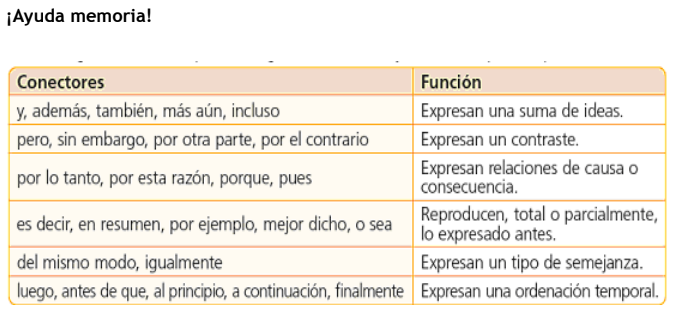 ¡Ayuda memoria!
Conectores Función
y, además, también, más aún, incluso Expresan una suma de ideas.
pero, sin embargo, por otra parte, por el contrario Expresan un contraste.
por lo tanto, por esta razón, porque, pues Expresan relaciones de causa o
consecuencia.
es decir, en resumen, por ejemplo, mejor dicho, o sea Reproducen, total o parcialmente,
lo expresado antes.
del mismo modo, igualmente Expresan un tipo de semejanza.
luego, antes de que, al principio, a continuación, finalmente Expresan una ordenación temporal.